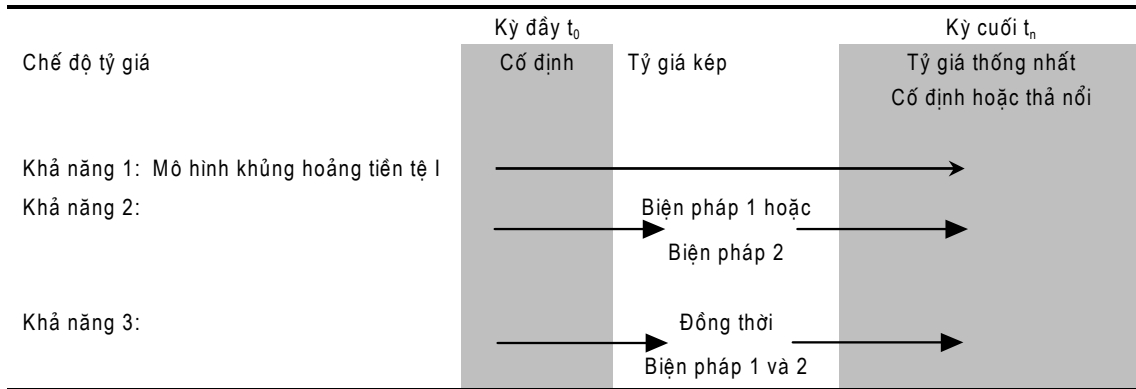 Kỳ đầy t0 Kỳ cuối tn
Chế độ tỷ giá Cố định Tỷ giá kép Tỷ giá thống nhất
Cố định hoặc thả nổi
Khả năng 1: Mô hình khủng hoảng tiền tệ I
Khả năng 2: Biện pháp 1 hoặc
Biện pháp 2
Khả năng 3: Đồng thời
Biện pháp 1 và 2